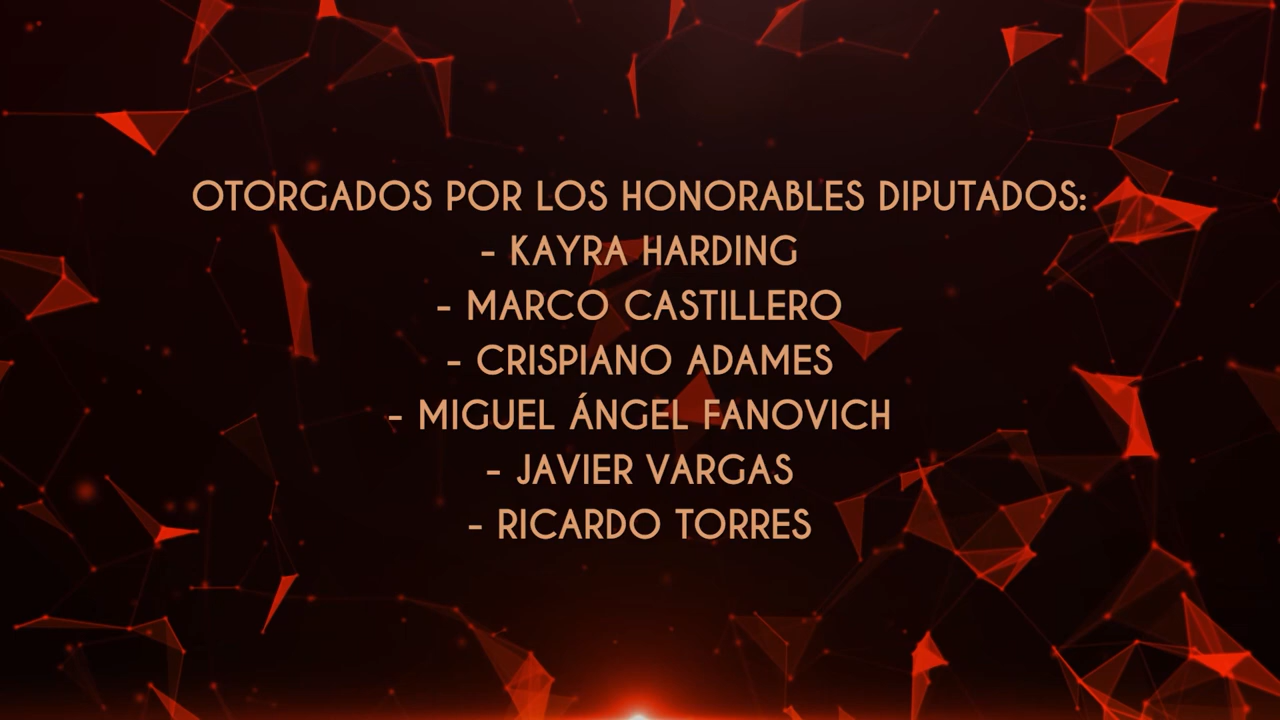 OTORGADOS POR LOS HONORABLES DIPUTADOS:
- KAYRA HARDING
- MARCO CASTILLERO
- CRISPIANO ADAMES
- MIGUEL ÁNGEL FANOVICH
- JAVIER VARGAS
- RICARDO TORRES